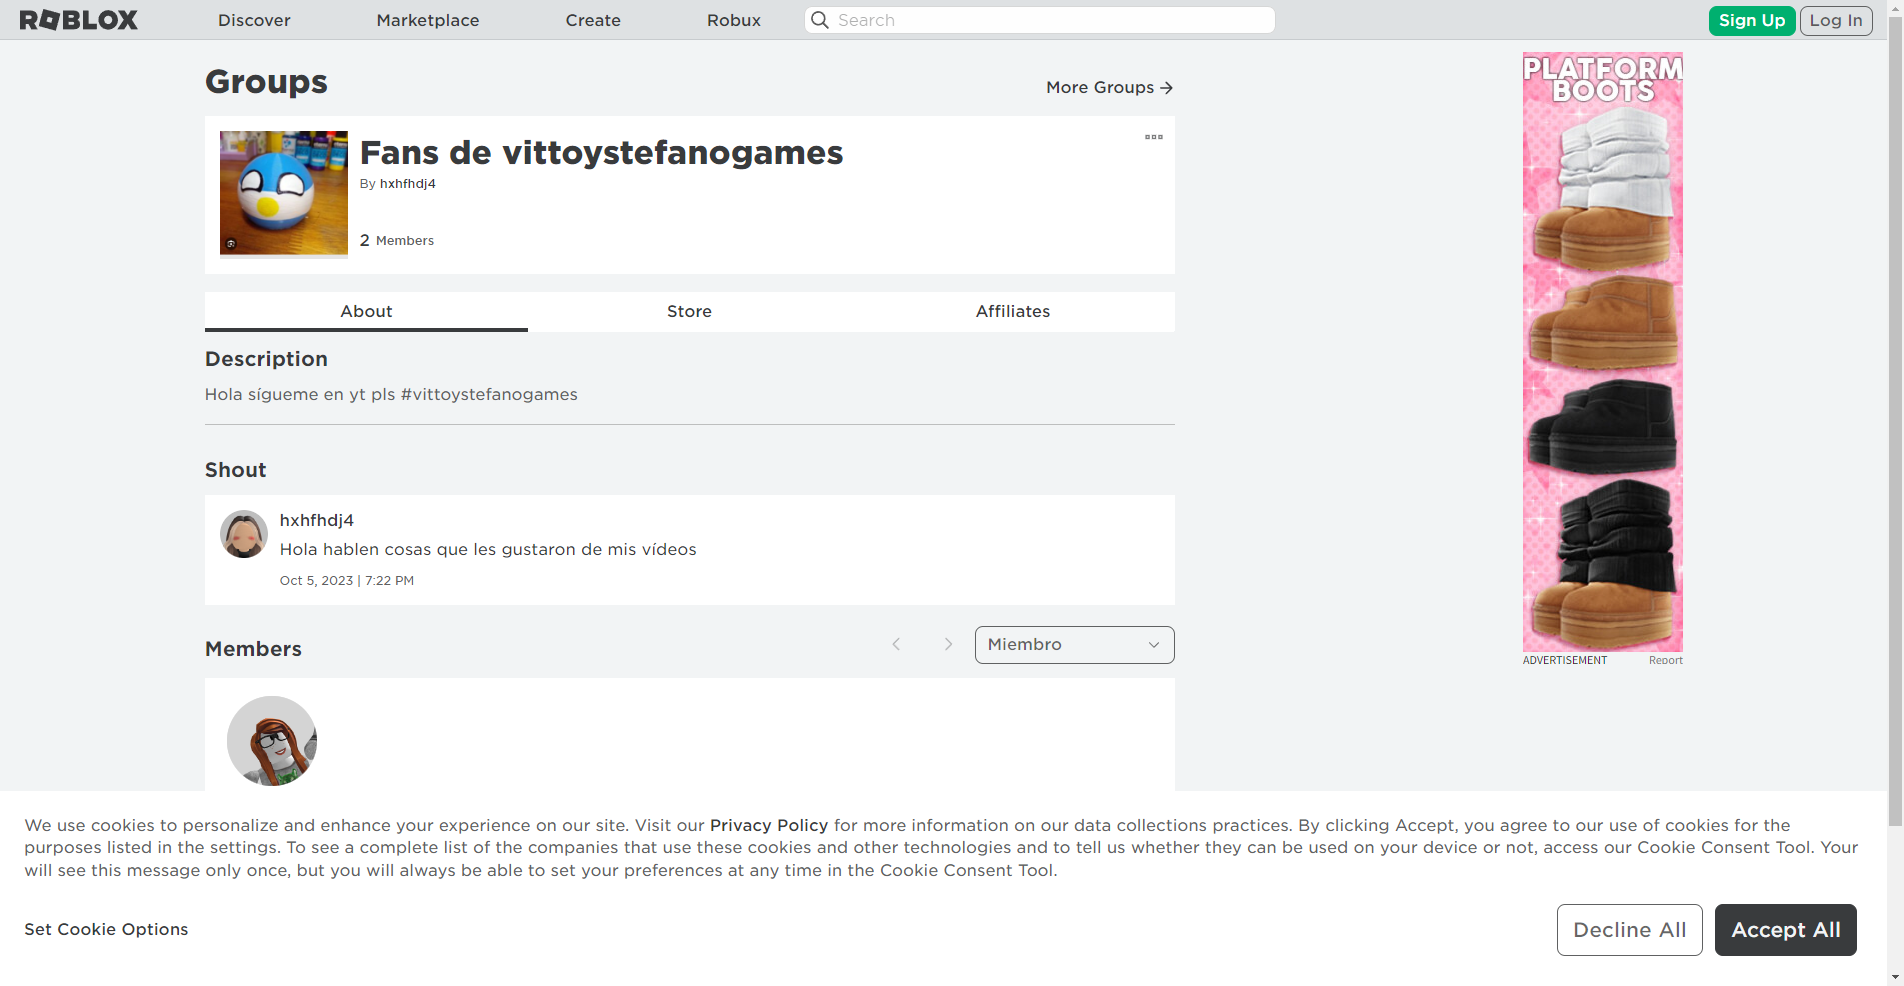 ROBLOX
Discover
Marketplace
Create
Robux
Search
Sign Up
Log In
Groups
More Groups →
Fans de vittoystefanogames
By hxhfhdj4
2 Members
About
Store
Affiliates
Description
Hola sígueme en yt pls #vittoystefanogames
Shout
hxhfhdj4
Hola hablen cosas que les gustaron de mis vídeos
Oct 5, 2023 | 7:22 PM
Members
Miembro
PLATFORM
BOOTS
ADVERTISEMENT
Report
We use cookies to personalize and enhance your experience on our site. Visit our Privacy Policy for more information on our data collections practices. By clicking Accept, you agree to our use of cookies for the
purposes listed in the settings. To see a complete list of the companies that use these cookies and other technologies and to tell us whether they can be used on your device or not, access our Cookie Consent Tool. Your
will see this message only once, but you will always be able to set your preferences at any time in the Cookie Consent Tool.
Set Cookie Options
Decline All
Accept All